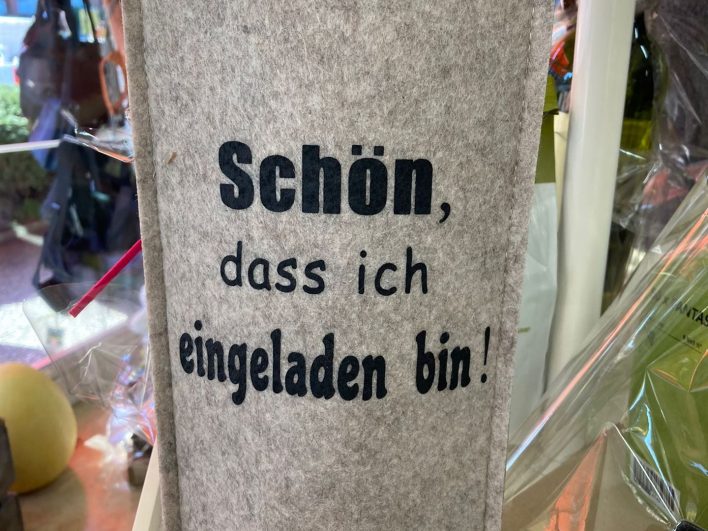 Schön,
dass ich
eingeladen bin!